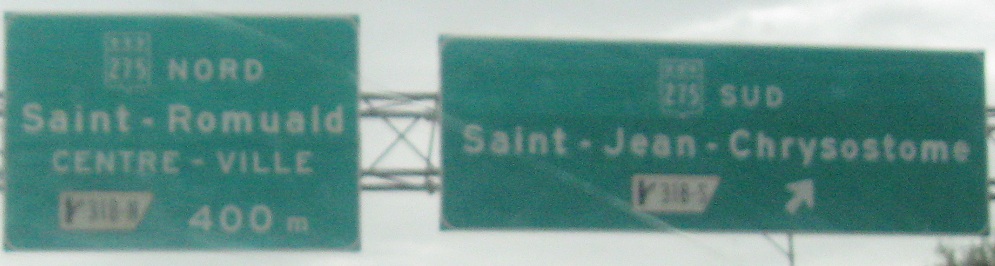 275 NORD
Saint-Romuald
CENTRE-VILLE
318-N 400 m
275 SUD
Saint-Jean-Chrysostome
318-S